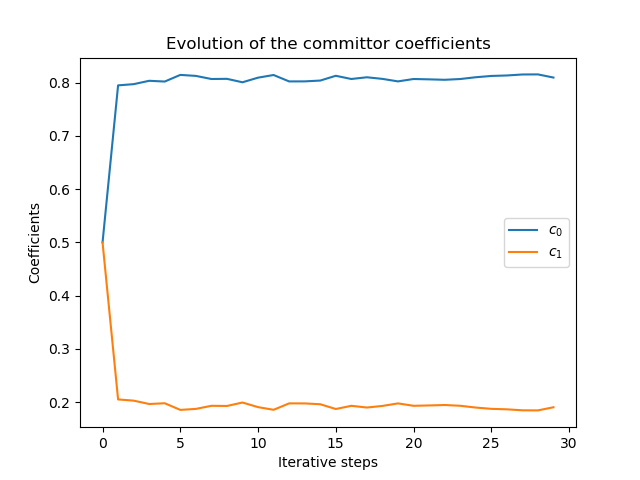 Evolution of the committor coefficients
Coefficients
0.8
0.7
0.6
0.5
0.4
0.3
0.2
c₀
c₁
0 5 10 15 20 25 30
Iterative steps